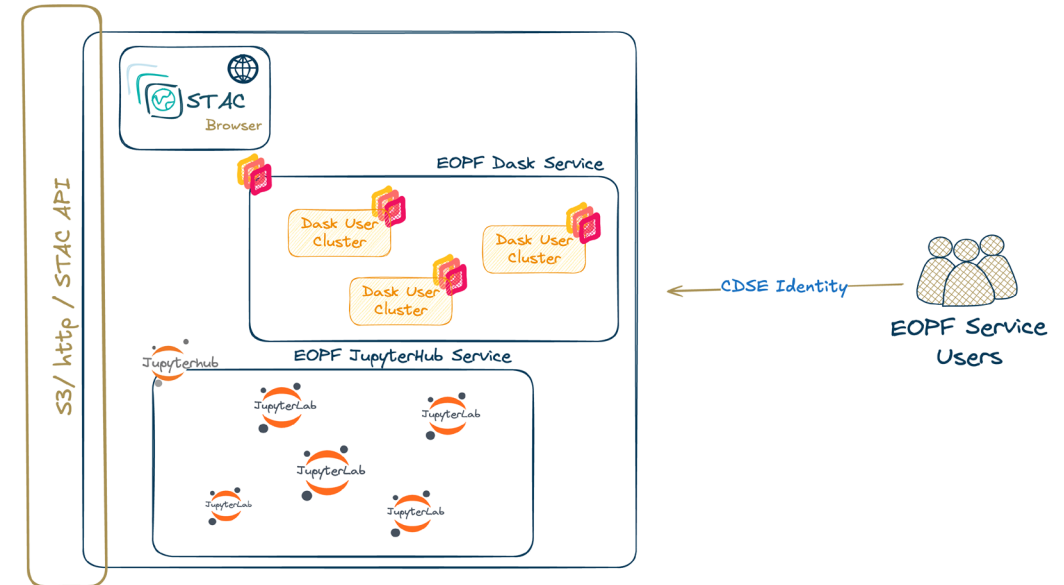 S3/ http / STAC API
STAC
Browser
EOPF Dask Service
Dask User
Cluster
Dask User
Cluster
Dask User
Cluster
CDSE Identity
EOPF Service
Users
EOPF JupyterHub Service
Jupyterhub
JupyterLab
JupyterLab
JupyterLab
JupyterLab
JupyterLab